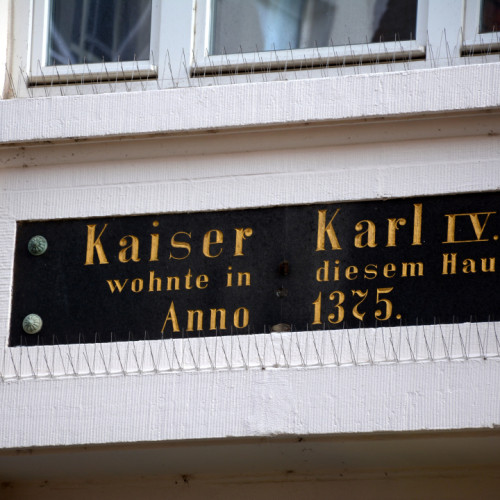 Kaiser Karl IV.
wohnte in diesem Hau
Anno 1375.